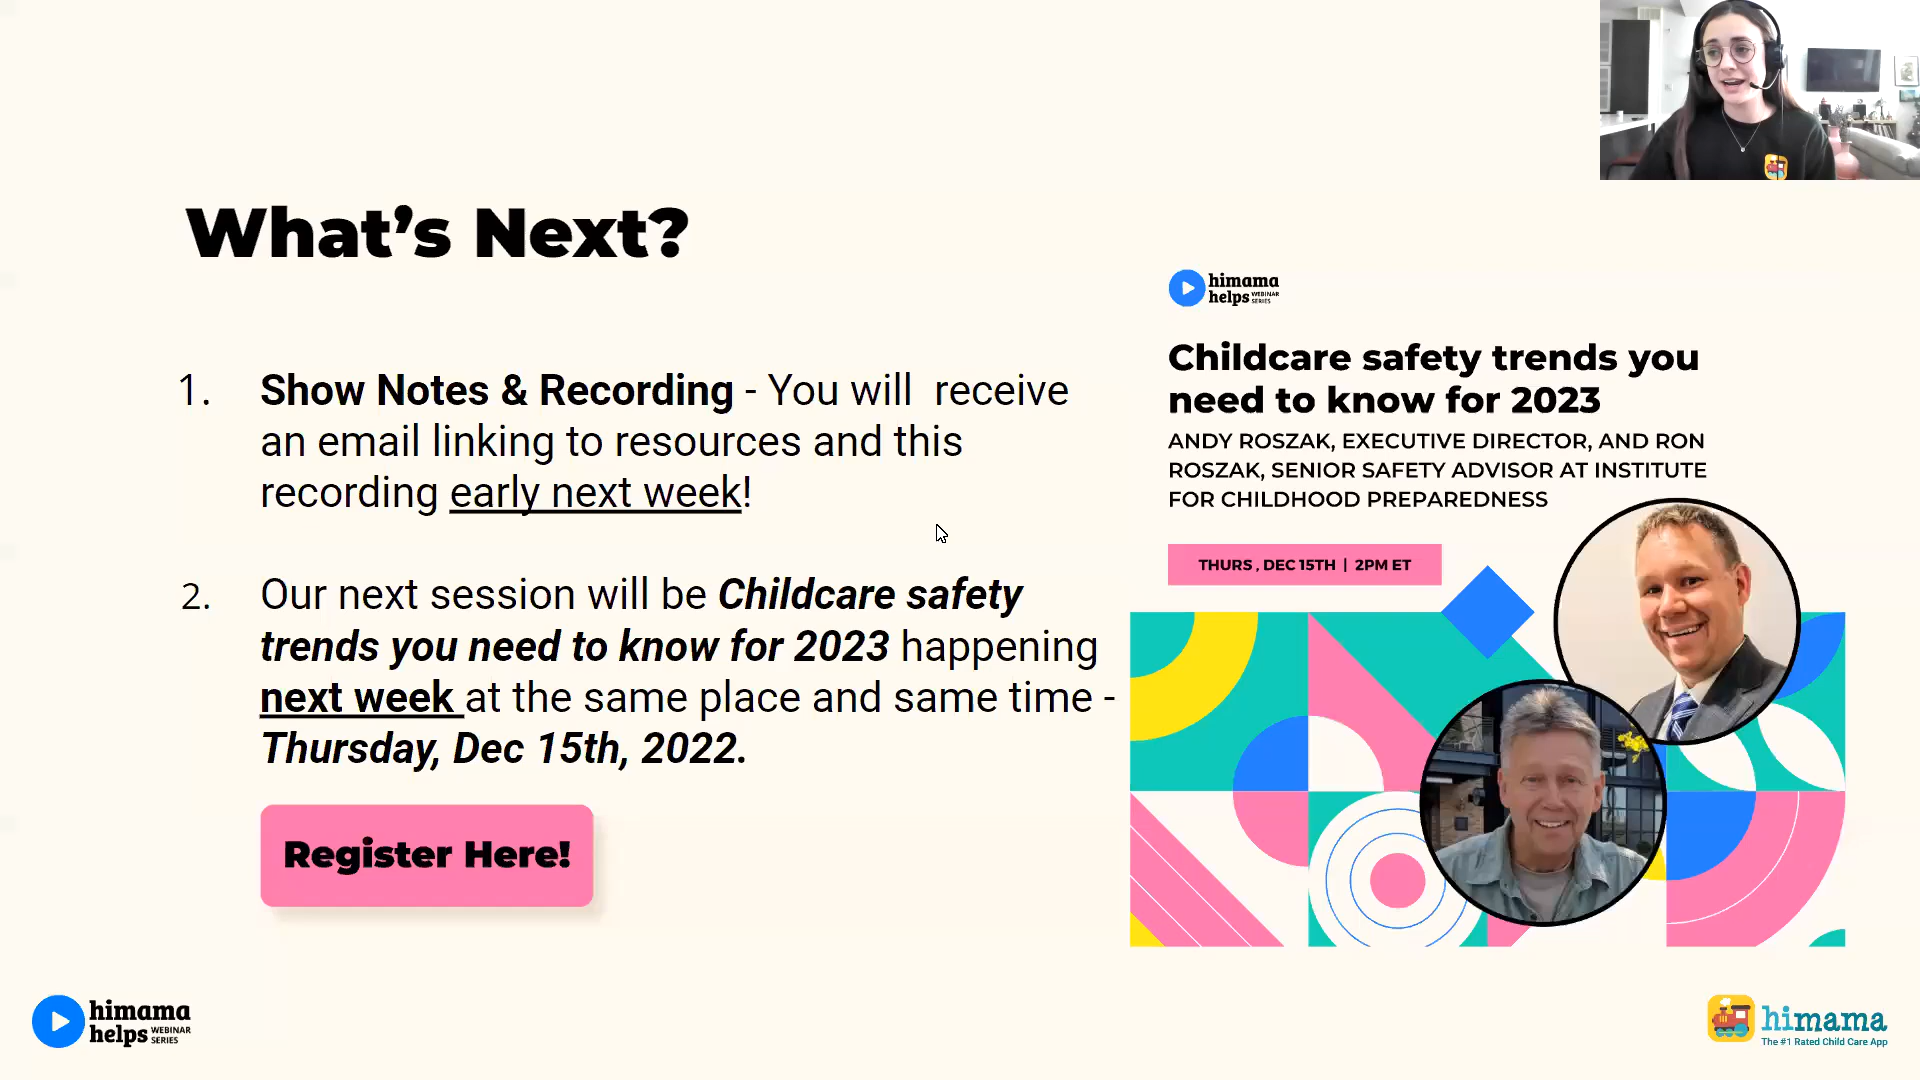 What's Next?
1. Show Notes & Recording - You will receive
an email linking to resources and this
recording early next week!
2. Our next session will be Childcare safety
trends you need to know for 2023 happening
next week at the same place and same time -
Thursday, Dec 15th, 2022.
Register Here!
himama
helps WEBINAR
SERIES
Childcare safety trends you
need to know for 2023
ANDY ROSZAK, EXECUTIVE DIRECTOR, AND RON
ROSZAK, SENIOR SAFETY ADVISOR AT INSTITUTE
FOR CHILDHOOD PREPAREDNESS
THURS , DEC 15TH | 2PM ET
himama
helps WEBINAR
SERIES
himama
The #1 Rated Child Care App